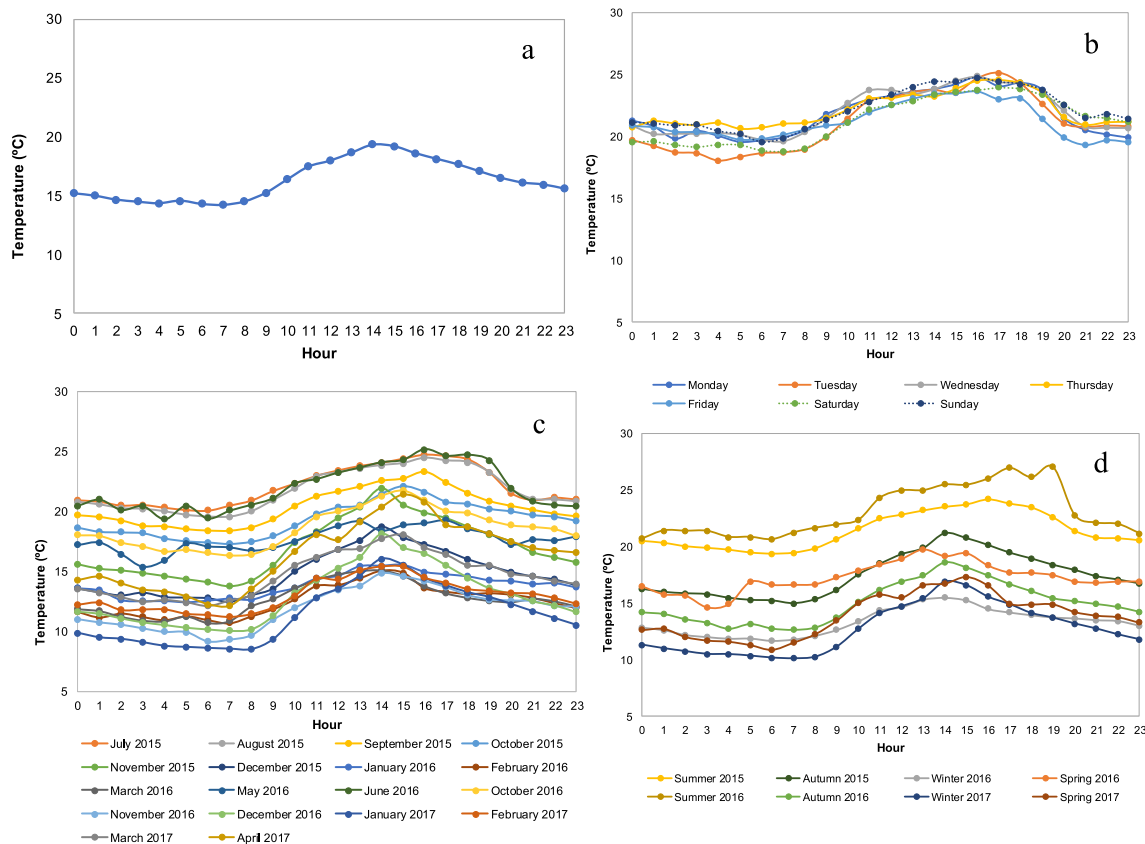 a
30
25
20
15
10
5
Temperature (ºC)
0 1 2 3 4 5 6 7 8 9 10 11 12 13 14 15 16 17 18 19 20 21 22 23
Hour
b
30
25
20
15
10
5
Temperature (ºC)
0 1 2 3 4 5 6 7 8 9 10 11 12 13 14 15 16 17 18 19 20 21 22 23
Hour
Monday Tuesday Wednesday Thursday
Friday Saturday Sunday
c
30
25
20
15
10
5
Temperature (ºC)
0 1 2 3 4 5 6 7 8 9 10 11 12 13 14 15 16 17 18 19 20 21 22 23
Hour
July 2015 August 2015 September 2015 October 2015
November 2015 December 2015 January 2016 February 2016
March 2016 May 2016 June 2016 October 2016
November 2016 December 2016 January 2017 February 2017
March 2017 April 2017
d
30
25
20
15
10
5
Temperature (ºC)
0 1 2 3 4 5 6 7 8 9 10 11 12 13 14 15 16 17 18 19 20 21 22 23
Hour
Summer 2015 Autumn 2015 Winter 2016 Spring 2016
Summer 2016 Autumn 2016 Winter 2017 Spring 2017